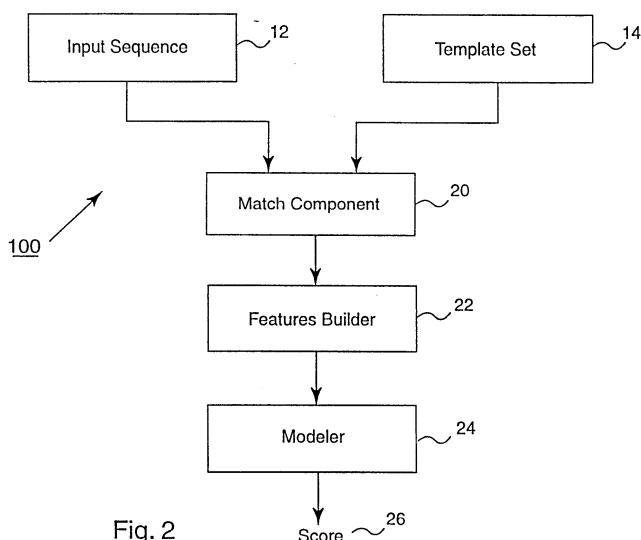 Input Sequence
12
Template Set
14
Match Component
20
100
Features Builder
22
Modeler
24
Fig. 2
Score
26